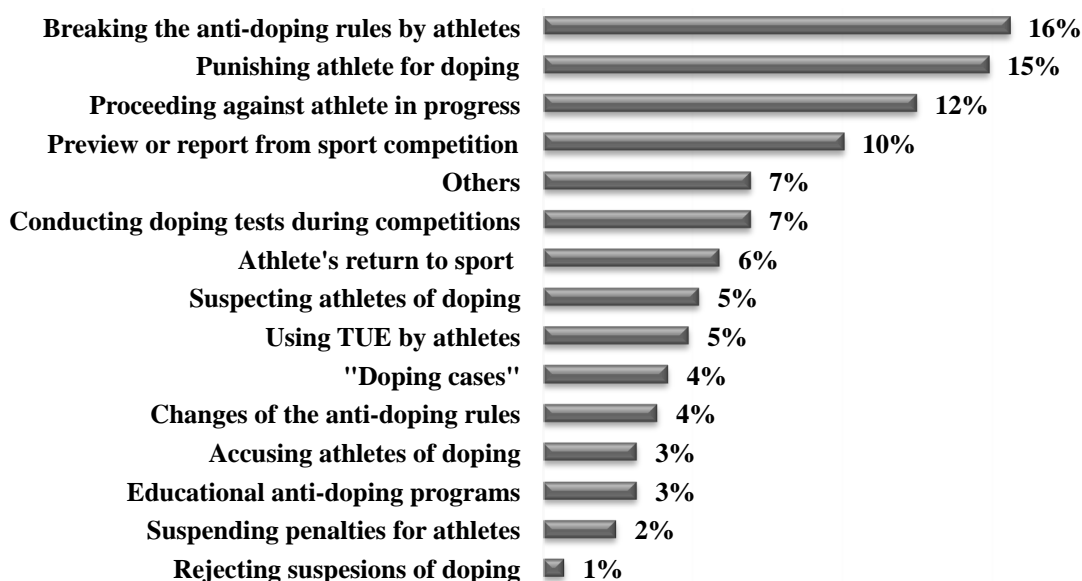 Breaking the anti-doping rules by athletes 16%
Punishing athlete for doping 15%
Proceeding against athlete in progress 12%
Preview or report from sport competition 10%
Others 7%
Conducting doping tests during competitions 7%
Athlete's return to sport 6%
Suspecting athletes of doping 5%
Using TUE by athletes 5%
"Doping cases" 4%
Changes of the anti-doping rules 4%
Accusing athletes of doping 3%
Educational anti-doping programs 3%
Suspending penalties for athletes 2%
Rejecting suspesions of doping 1%